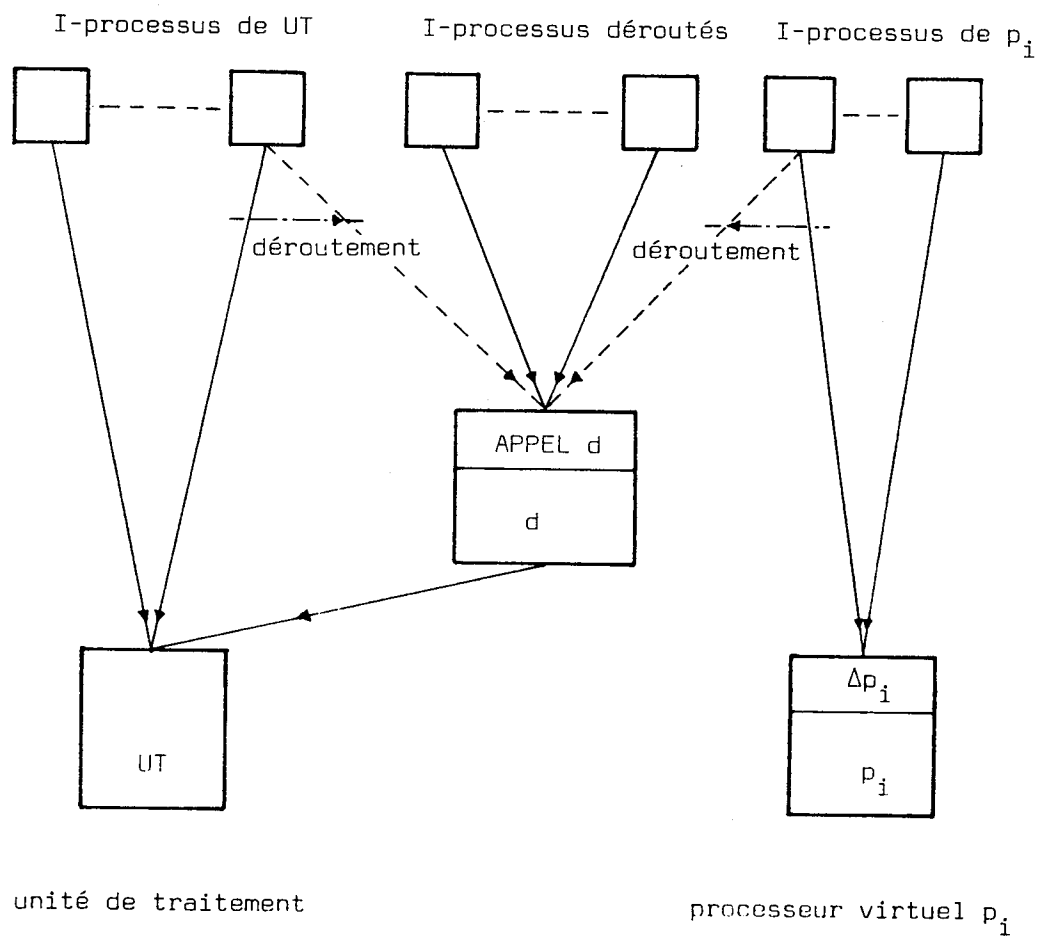 I-processus de UT
I-processus déroutés
I-processus de p_i
déroutement
déroutement
APPEL d
d
Δp_i
UT
p_i
unité de traitement
processeur virtuel p_i